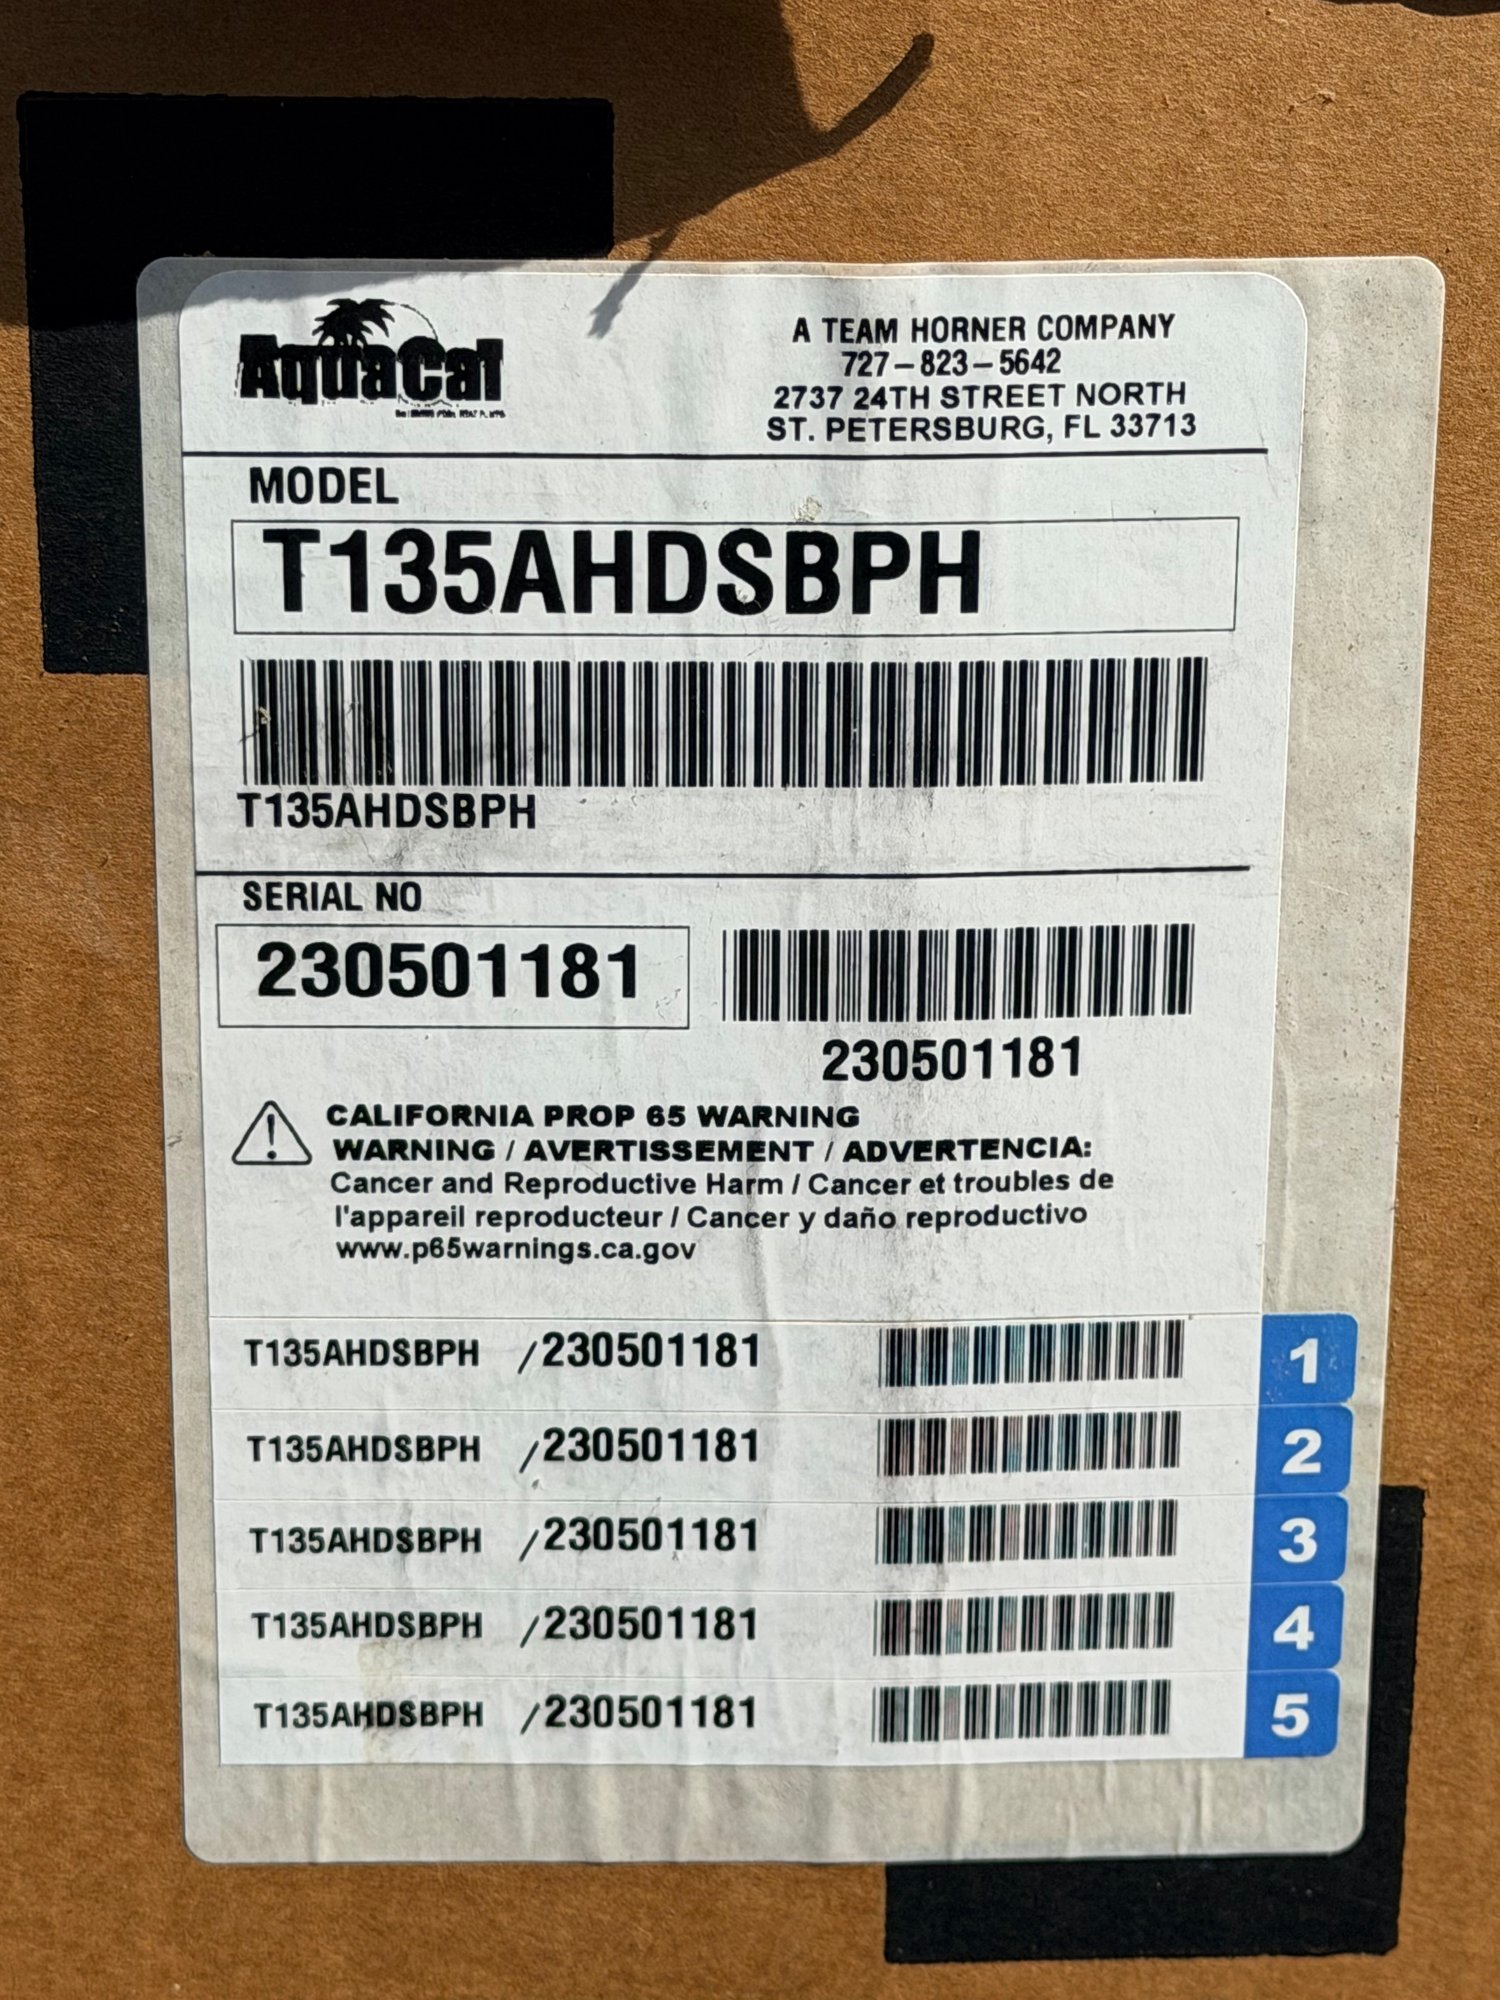 AquaCal
A TEAM HORNER COMPANY
727-823-5642
2737 24TH STREET NORTH
ST. PETERSBURG, FL 33713
MODEL
T135AHDSBPH
T135AHDSBPH
SERIAL NO
230501181
230501181
CALIFORNIA PROP 65 WARNING
WARNING / AVERTISSEMENT / ADVERTENCIA:
Cancer and Reproductive Harm / Cancer et troubles de
l'appareil reproducteur / Cancer y daño reproductivo
www.p65warnings.ca.gov
T135AHDSBPH /230501181 1
T135AHDSBPH /230501181 2
T135AHDSBPH /230501181 3
T135AHDSBPH /230501181 4
T135AHDSBPH /230501181 5